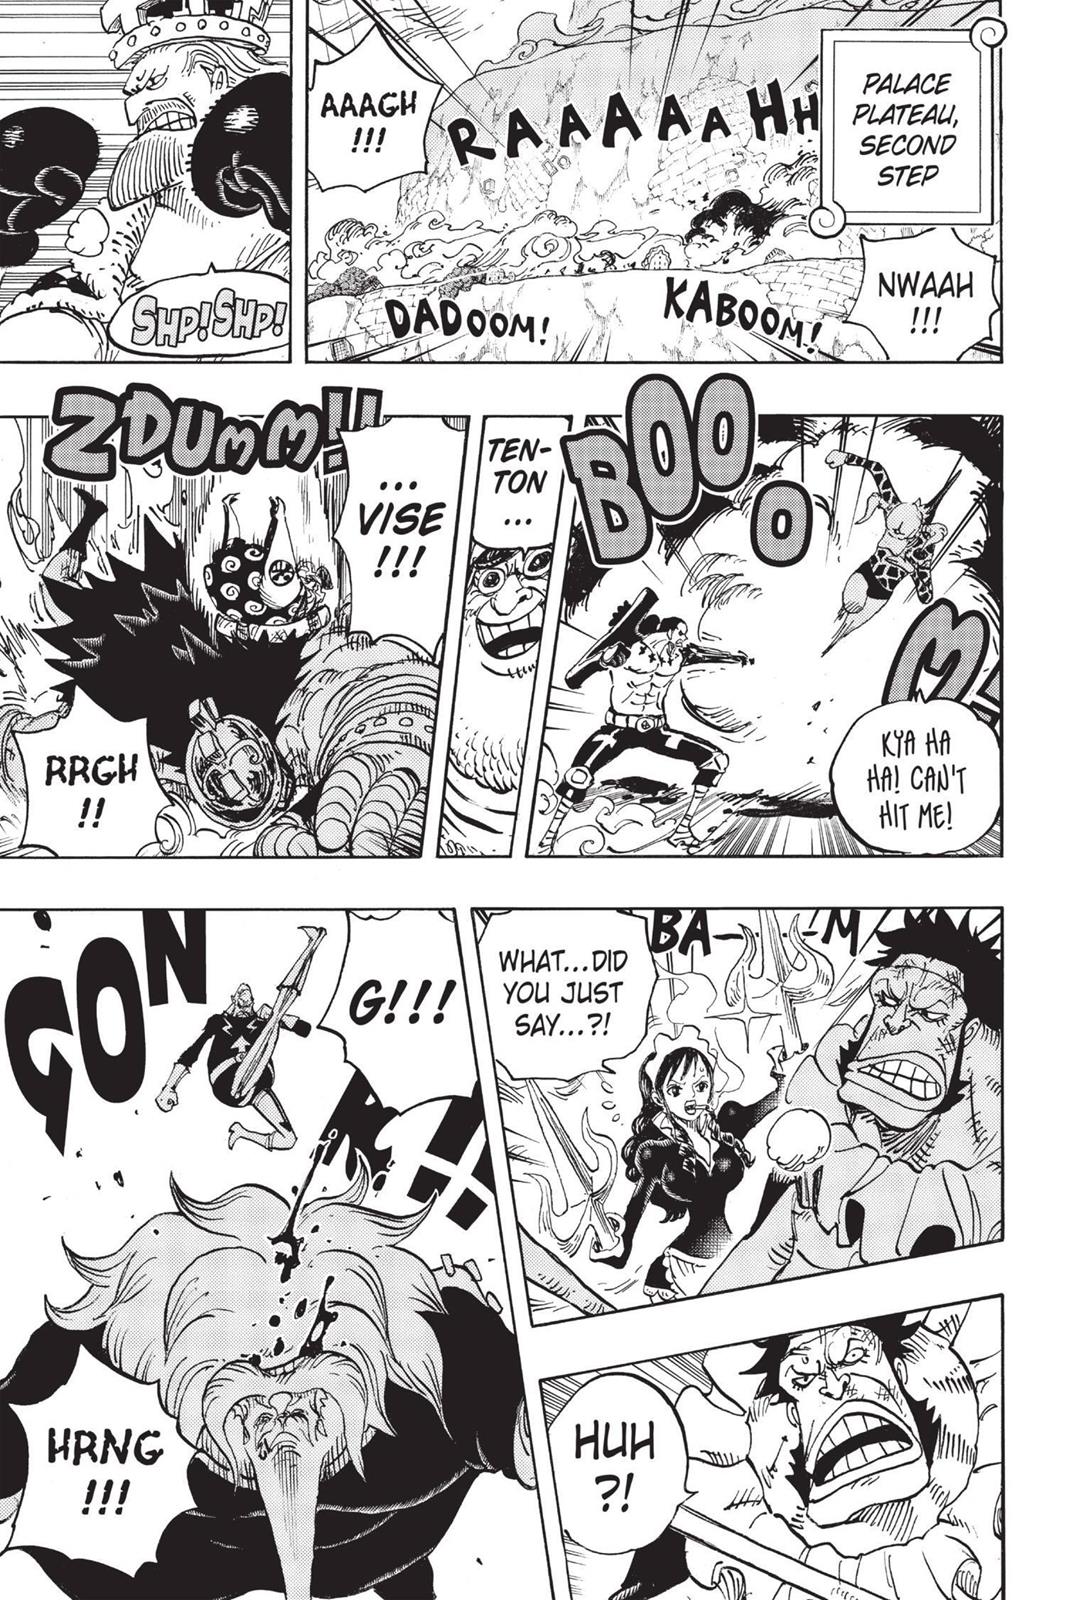 PALACE
PLATEAU,
SECOND
STEP
AAAGH
!!!
RAAAAAHH
NWAAH
!!!
KABOOM!
DADOOM!
SHP! SHP!
BOOO
KYA HA
HA! CAN'T
HIT ME!
TEN-
TON
...
...
VISE
!!!
ZDUMM!!
RRGH
!!
BA——M
WHAT...DID
YOU JUST
SAY...?!
HUH
?!
G!!!
GON
!!
HRNG
!!!